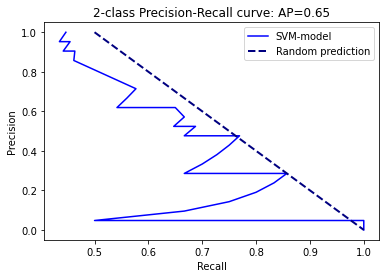 2-class Precision-Recall curve: AP=0.65
SVM-model
Random prediction
Precision
1.0
0.8
0.6
0.4
0.2
0.0
0.5 0.6 0.7 0.8 0.9 1.0
Recall